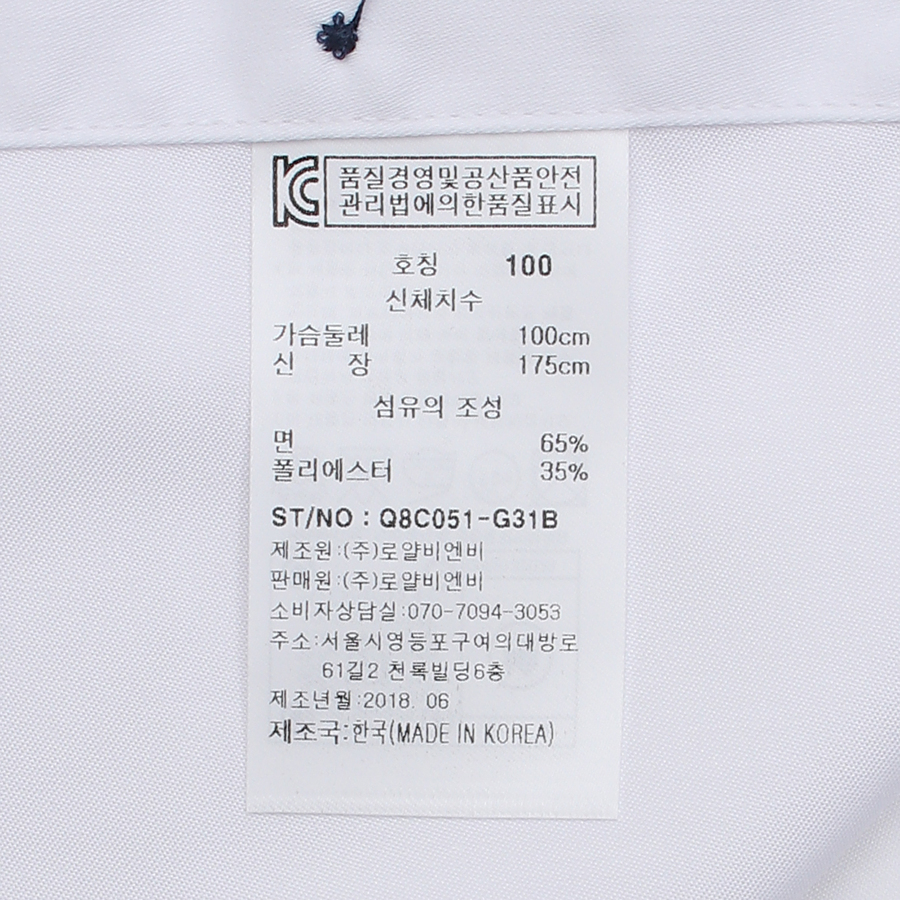 KC 품질경영및공산품안전
관리법에의한품질표시
호칭 100
신체치수
가슴둘레 100cm
신 장 175cm
섬유의 조성
면 65%
폴리에스터 35%
ST/NO : Q8C051-G31B
제조원:(주)로얄비엔비
판매원:(주)로얄비엔비
소비자상담실:070-7094-3053
주소:서울시영등포구여의대방로
61길2 천록빌딩6층
제조년월:2018. 06
제조국:한국(MADE IN KOREA)